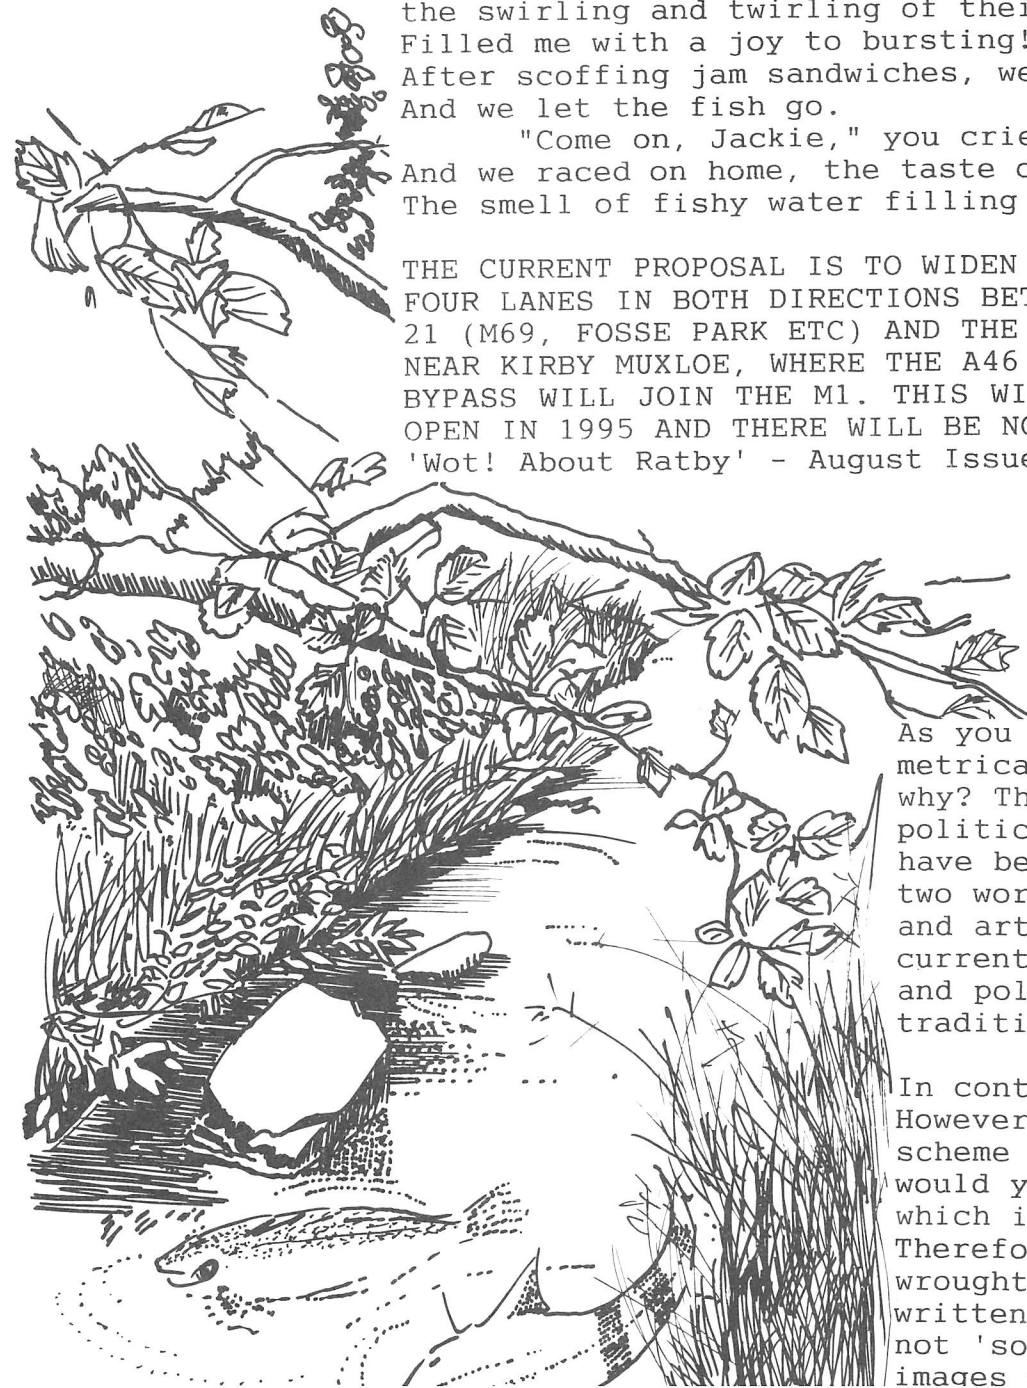 the swirling and twirling of thei
Filled me with a joy to bursting!
After scoffing jam sandwiches, we
And we let the fish go.
"Come on, Jackie," you crie
And we raced on home, the taste o
The smell of fishy water filling
THE CURRENT PROPOSAL IS TO WIDEN
FOUR LANES IN BOTH DIRECTIONS BET
21 (M69, FOSSE PARK ETC) AND THE
NEAR KIRBY MUXLOE, WHERE THE A46
BYPASS WILL JOIN THE M1. THIS WI
OPEN IN 1995 AND THERE WILL BE NO
'Wot! About Ratby' - August Issue
As you
metrica
why? Th
politic
have be
two wor
and art
current
and pol
traditi
In cont
However
scheme
would y
which i
Therefo
wrought
written
not 'so
images